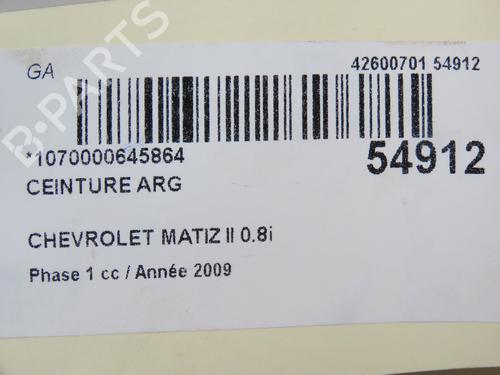 GA
42600701 54912
*1070000645864
54912
CEINTURE ARG
CHEVROLET MATIZ II 0.8i
Phase 1 cc / Année 2009
B-PARTS